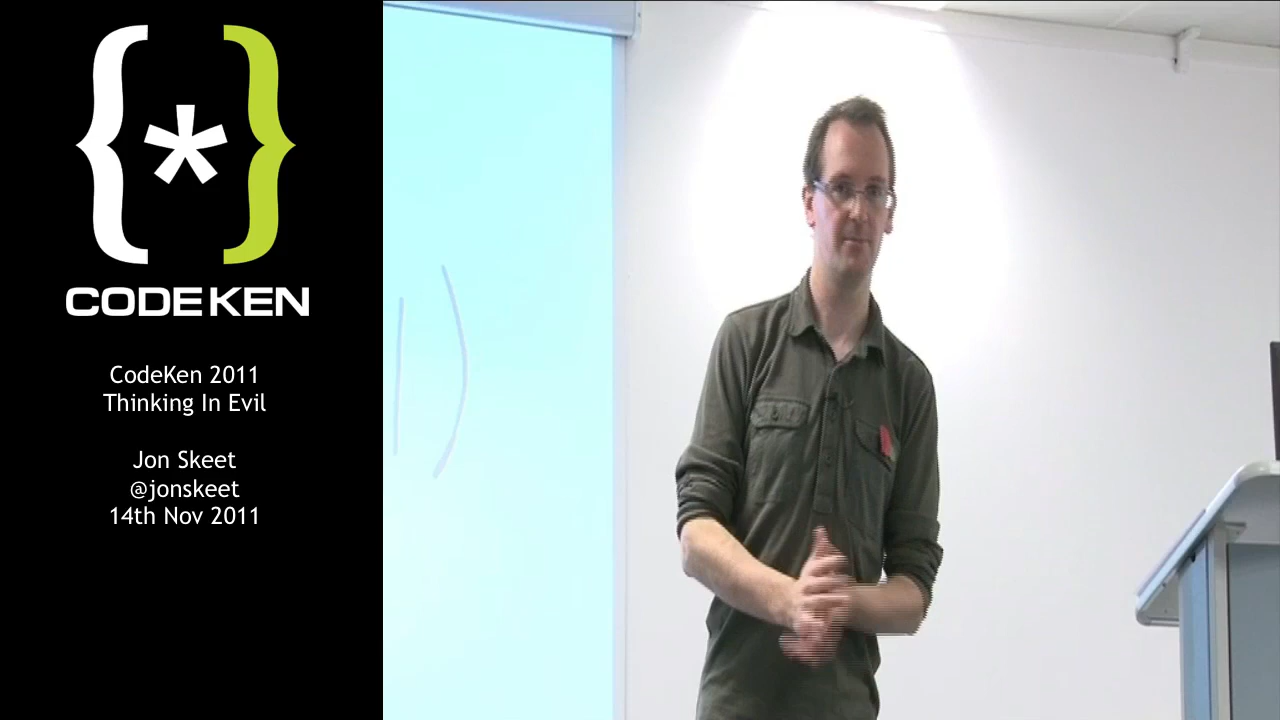 {*}
CODEKEN
CodeKen 2011
Thinking In Evil
Jon Skeet
@jonskeet
14th Nov 2011